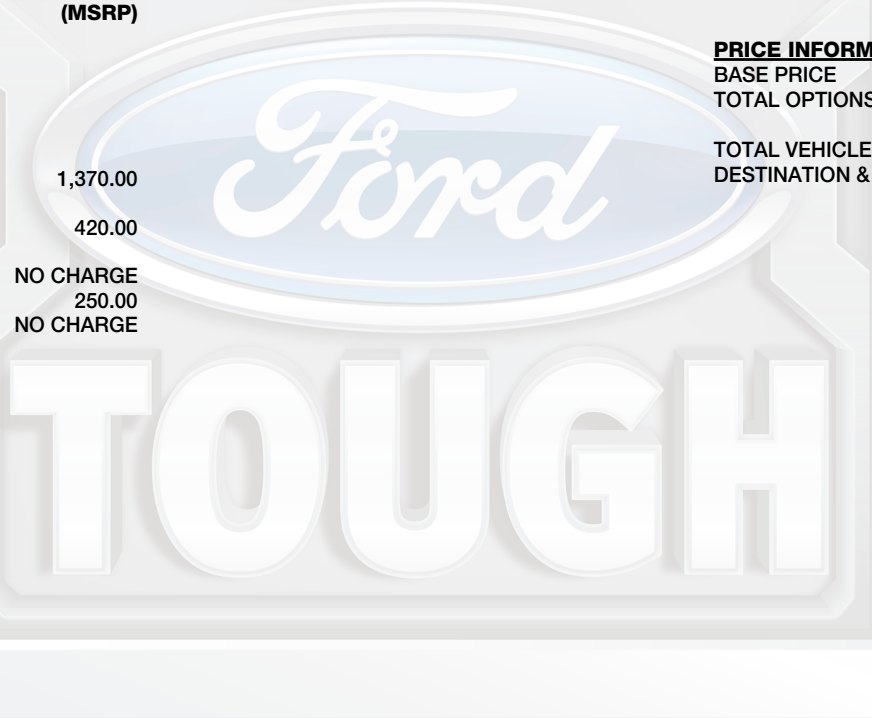 (MSRP)
1,370.00
420.00
NO CHARGE
250.00
NO CHARGE
PRICE INFORM
BASE PRICE
TOTAL OPTIONS
TOTAL VEHICLE
DESTINATION &
Ford
TOUGH